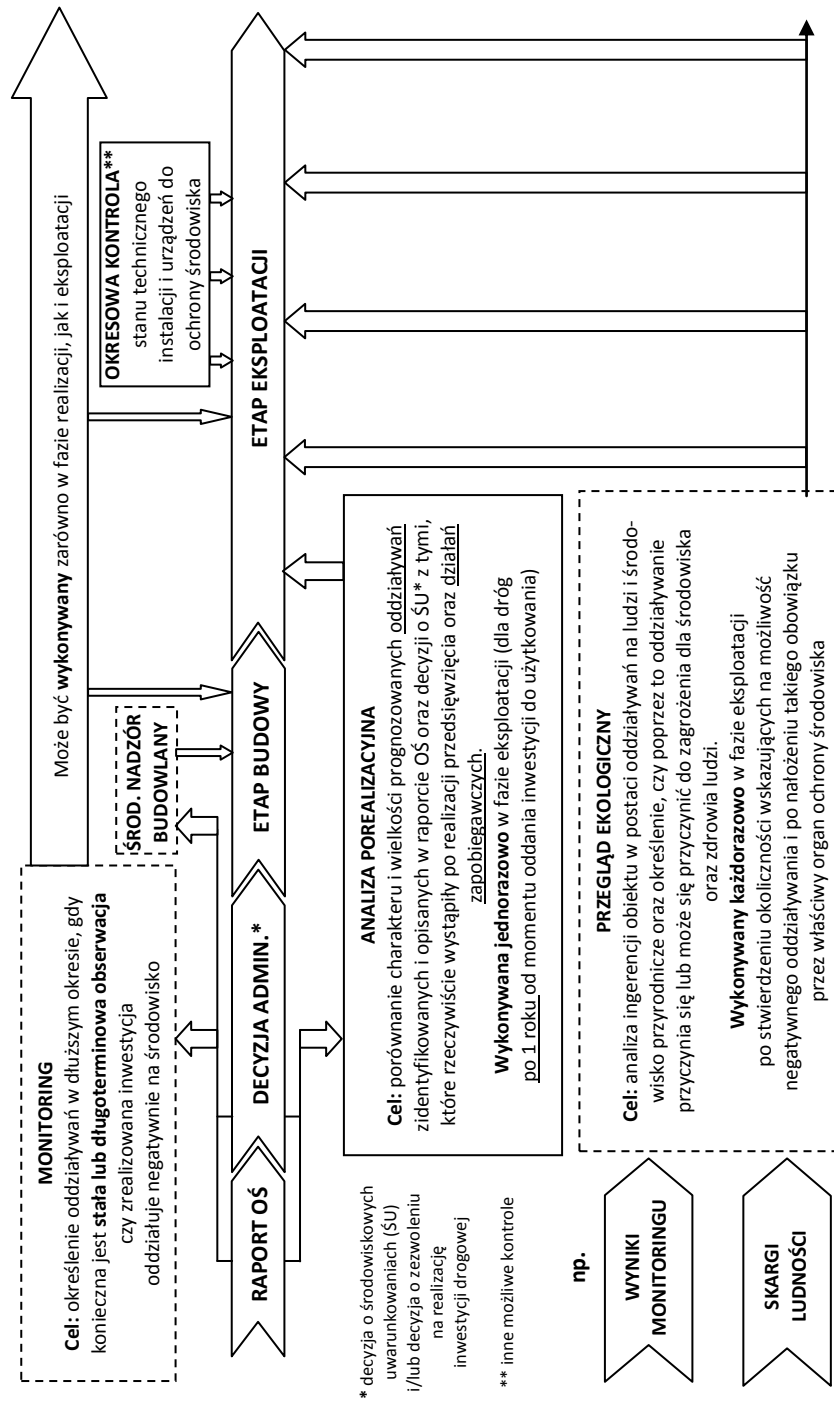 MONITORING
Cel: określenie oddziaływań w dłuższym okresie, gdy
konieczna jest stała lub długoterminowa obserwacja
czy zrealizowana inwestycja
oddziałuje negatywnie na środowisko
Może być wykonywany zarówno w fazie realizacji, jak i eksploatacji
ŚROD. NADZÓR
BUDOWLANY
OKRESOWA KONTROLA**
stanu technicznego
instalacji i urządzeń do
ochrony środowiska
RAPORT OŚ
DECYZJA ADMIN.*
ETAP BUDOWY
ETAP EKSPLOATACJI
* decyzja o środowiskowych
uwarunkowaniach (ŚU)
i/lub decyzja o zezwoleniu
na realizację
inwestycji drogowej
** inne możliwe kontrole
ANALIZA POREALIZACYJNA
Cel: porównanie charakteru i wielkości prognozowanych oddziaływań
zidentyfikowanych i opisanych w raporcie OŚ oraz decyzji o ŚU* z tymi,
które rzeczywiście wystąpiły po realizacji przedsięwzięcia oraz działań
zapobiegawczych.
Wykonywana jednorazowo w fazie eksploatacji (dla dróg
po 1 roku od momentu oddania inwestycji do użytkowania)
np.
WYNIKI
MONITORINGU
SKARGI
LUDNOŚCI
PRZEGLĄD EKOLOGICZNY
Cel: analiza ingerencji obiektu w postaci oddziaływań na ludzi i środo-
wisko przyrodnicze oraz określenie, czy poprzez to oddziaływanie
przyczynia się lub może się przyczynić do zagrożenia dla środowiska
oraz zdrowia ludzi.
Wykonywany każdorazowo w fazie eksploatacji
po stwierdzeniu okoliczności wskazujących na możliwość
negatywnego oddziaływania i po nałożeniu takiego obowiązku
przez właściwy organ ochrony środowiska